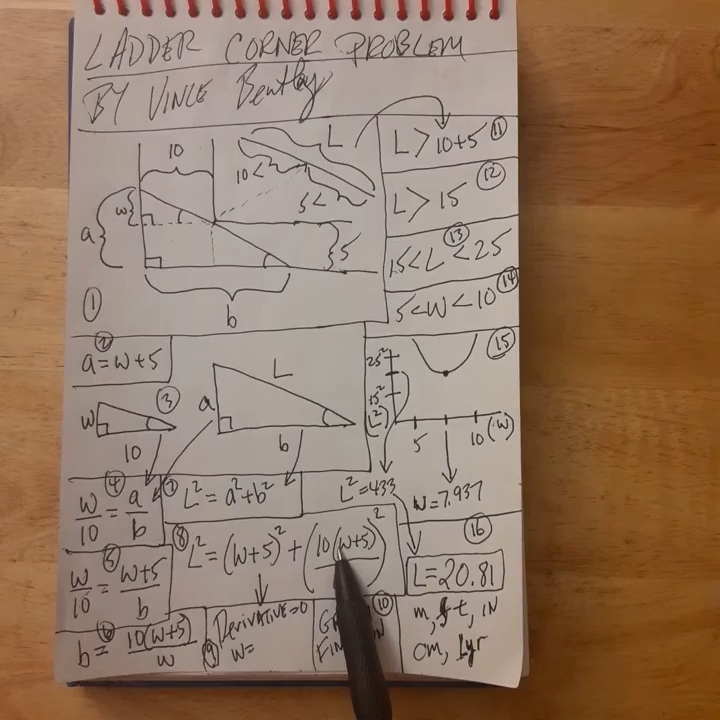 LADDER CORNER PROBLEM
BY VINCE Bentley
10
L
10<
5<
w
a
5
b
①
L > 10+5 ⑪
L > 15 ⑫
15<L<25 ⑬
5<W<10 ⑭
② a = w+5
③
w
10
a
L
b
⑮
25²
15²
(L²)
5
10 (w)
W=7.937
④ w/10 = a/b
⑦ L² = a²+b²
L²=433
⑤ w/10 = w+5/b
⑧ L² = (w+5)² + (10(w+5))²
⑯
L=20.81
m, ft, in
cm, lyr
⑥ b = 10(w+5)/w
⑨ Derivative=0
W=
⑩